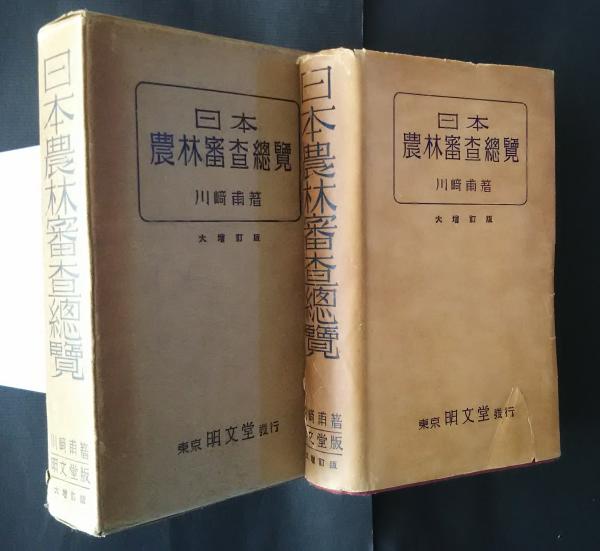 日本農林審査總覽
川﨑甫著
明文堂版
大増訂版
日本
農林審査總覽
川﨑甫著
大増訂版
東京 明文堂 發行
日本農林審査總覽
川﨑甫著
明文堂版
大増訂版
日本
農林審査總覽
川﨑甫著
大増訂版
東京 明文堂 發行